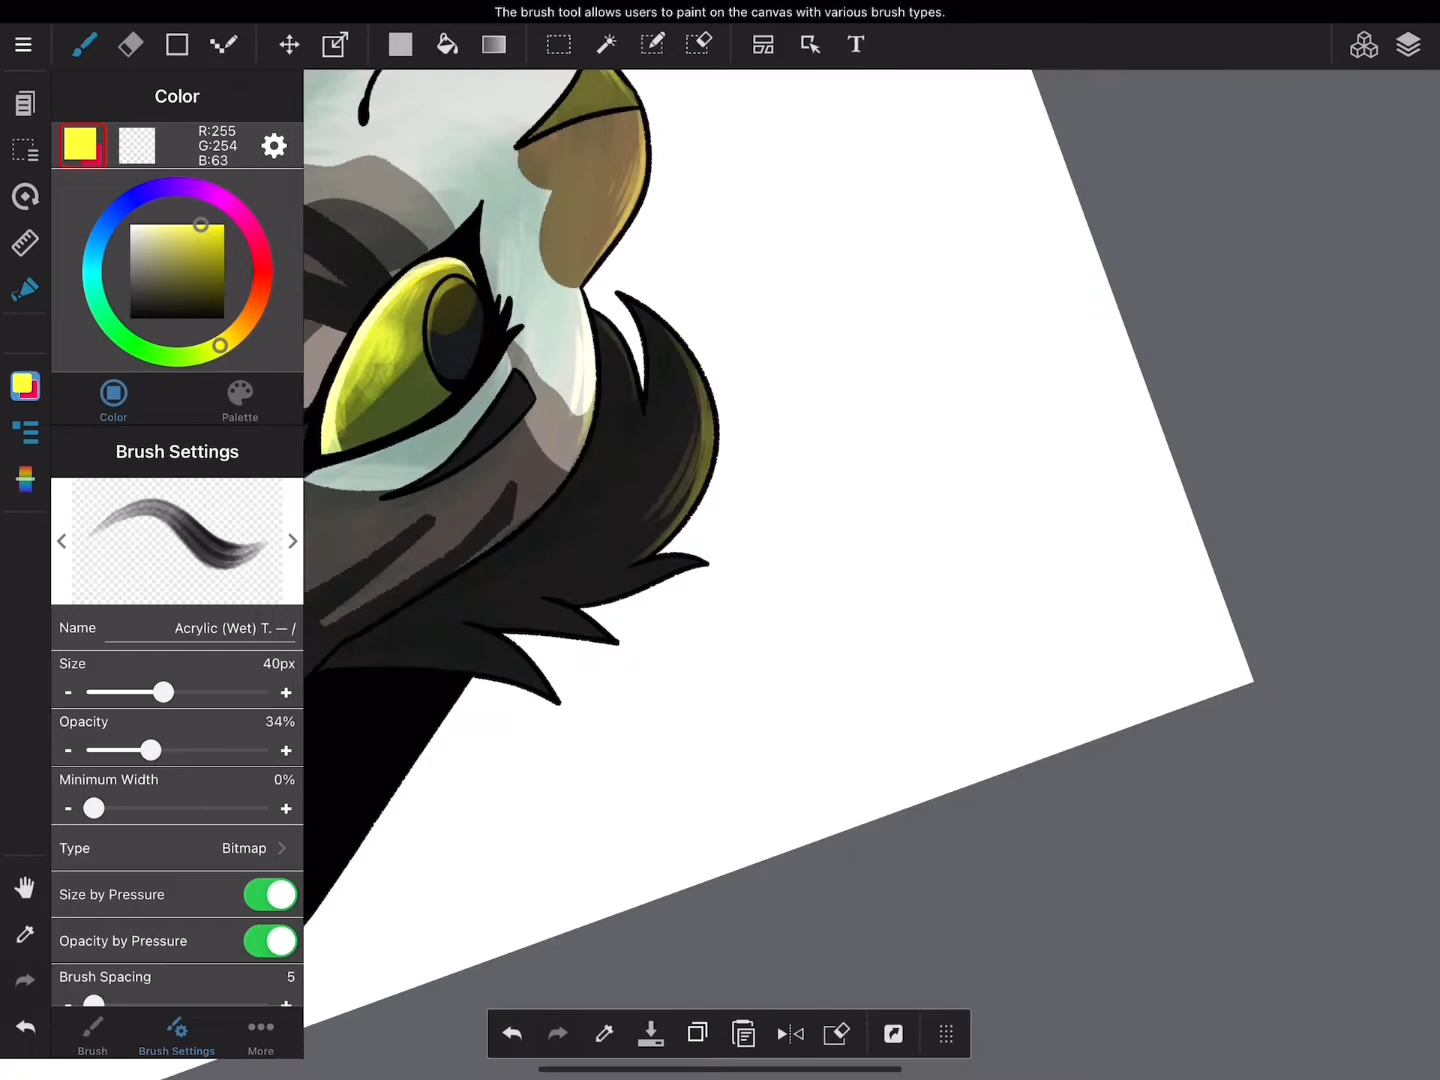 The brush tool allows users to paint on the canvas with various brush types.
T
Color
R:255
G:254
B:63
Color
Palette
Brush Settings
Name
Acrylic (Wet) T. — /
Size
40px
- +
Opacity
34%
- +
Minimum Width
0%
- +
Type
Bitmap
Size by Pressure
Opacity by Pressure
Brush Spacing
5
- +
Brush
Brush Settings
More